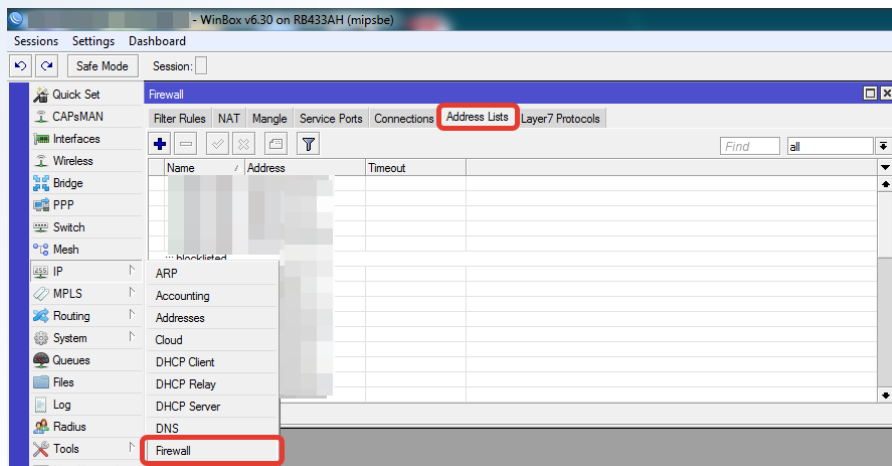 - WinBox v6.30 on RB433AH (mipsbe)
Sessions Settings Dashboard
Safe Mode Session:
Quick Set
CAPsMAN
Interfaces
Wireless
Bridge
PPP
Switch
Mesh
IP
MPLS
Routing
System
Queues
Files
Log
Radius
Tools
Firewall
Filter Rules NAT Mangle Service Ports Connections Address Lists Layer7 Protocols
Find all
Name Address Timeout
::: blocklisted
ARP
Accounting
Addresses
Cloud
DHCP Client
DHCP Relay
DHCP Server
DNS
Firewall